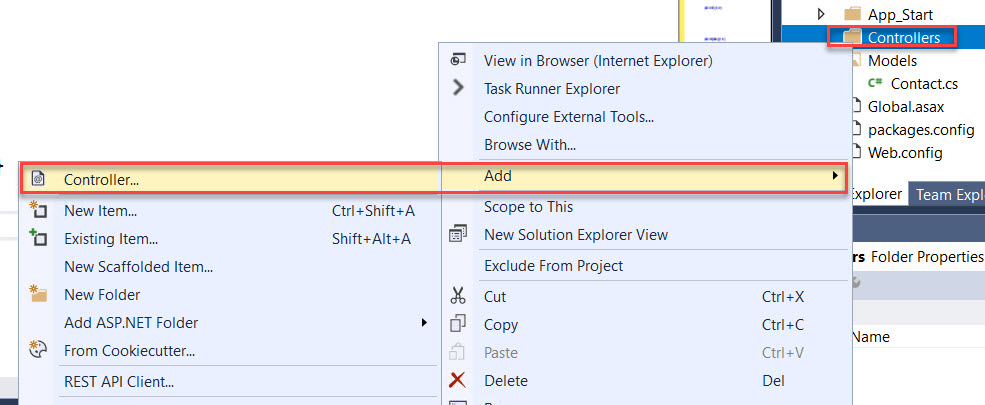 App_Start
Controllers
Models
Contact.cs
Global.asax
packages.config
Web.config
View in Browser (Internet Explorer)
Task Runner Explorer
Configure External Tools...
Browse With...
Add
Scope to This
New Solution Explorer View
Exclude From Project
Cut Ctrl+X
Copy Ctrl+C
Paste Ctrl+V
Delete Del
Controller...
New Item... Ctrl+Shift+A
Existing Item... Shift+Alt+A
New Scaffolded Item...
New Folder
Add ASP.NET Folder
From Cookiecutter...
REST API Client...
xplorer Team Expl
rs Folder Properties
Name